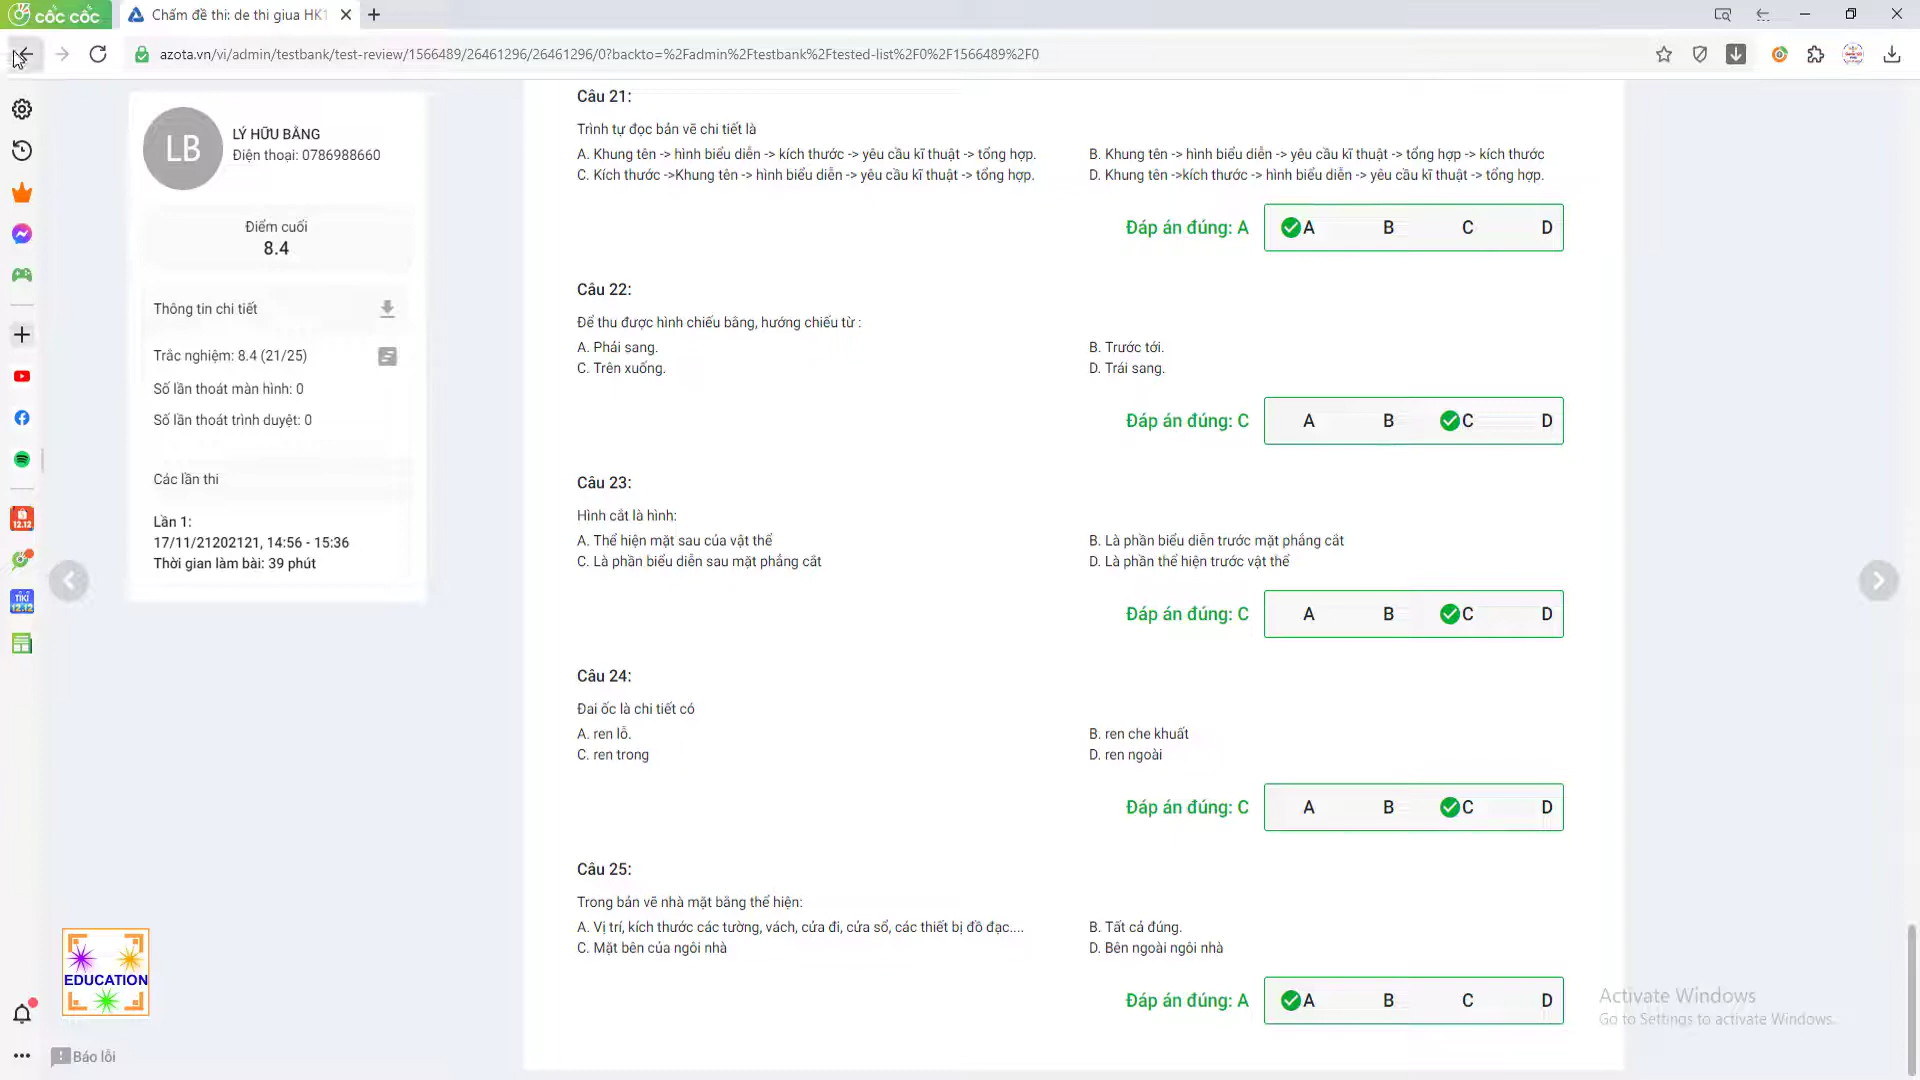 cốc cốc
Chấm đề thi: de thi giua HK1
azota.vn/vi/admin/testbank/test-review/1566489/26461296/26461296/0?backto=%2Fadmin%2Ftestbank%2Ftested-list%2F0%2F1566489%2F0
LB
LÝ HỮU BẰNG
Điện thoại: 0786988660
Điểm cuối
8.4
Thông tin chi tiết
Trắc nghiệm: 8.4 (21/25)
Số lần thoát màn hình: 0
Số lần thoát trình duyệt: 0
Các lần thi
Lần 1:
17/11/21202121, 14:56 - 15:36
Thời gian làm bài: 39 phút
12.12
TIKI
12.12
EDUCATION
Báo lỗi
Câu 21:
Trình tự đọc bản vẽ chi tiết là
A. Khung tên -> hình biểu diễn -> kích thước -> yêu cầu kĩ thuật -> tổng hợp.
B. Khung tên -> hình biểu diễn -> yêu cầu kĩ thuật -> tổng hợp -> kích thước
C. Kích thước ->Khung tên -> hình biểu diễn -> yêu cầu kĩ thuật -> tổng hợp.
D. Khung tên ->kích thước -> hình biểu diễn -> yêu cầu kĩ thuật -> tổng hợp.
Đáp án đúng: A A B C D
Câu 22:
Để thu được hình chiếu bằng, hướng chiếu từ :
A. Phải sang.
B. Trước tới.
C. Trên xuống.
D. Trái sang.
Đáp án đúng: C A B C D
Câu 23:
Hình cắt là hình:
A. Thể hiện mặt sau của vật thể
B. Là phần biểu diễn trước mặt phẳng cắt
C. Là phần biểu diễn sau mặt phẳng cắt
D. Là phần thể hiện trước vật thể
Đáp án đúng: C A B C D
Câu 24:
Đai ốc là chi tiết có
A. ren lỗ.
B. ren che khuất
C. ren trong
D. ren ngoài
Đáp án đúng: C A B C D
Câu 25:
Trong bản vẽ nhà mặt bằng thể hiện:
A. Vị trí, kích thước các tường, vách, cửa đi, cửa sổ, các thiết bị đồ đạc....
B. Tất cả đúng.
C. Mặt bên của ngôi nhà
D. Bên ngoài ngôi nhà
Đáp án đúng: A A B C D
Activate Windows
Go to Settings to activate Windows.